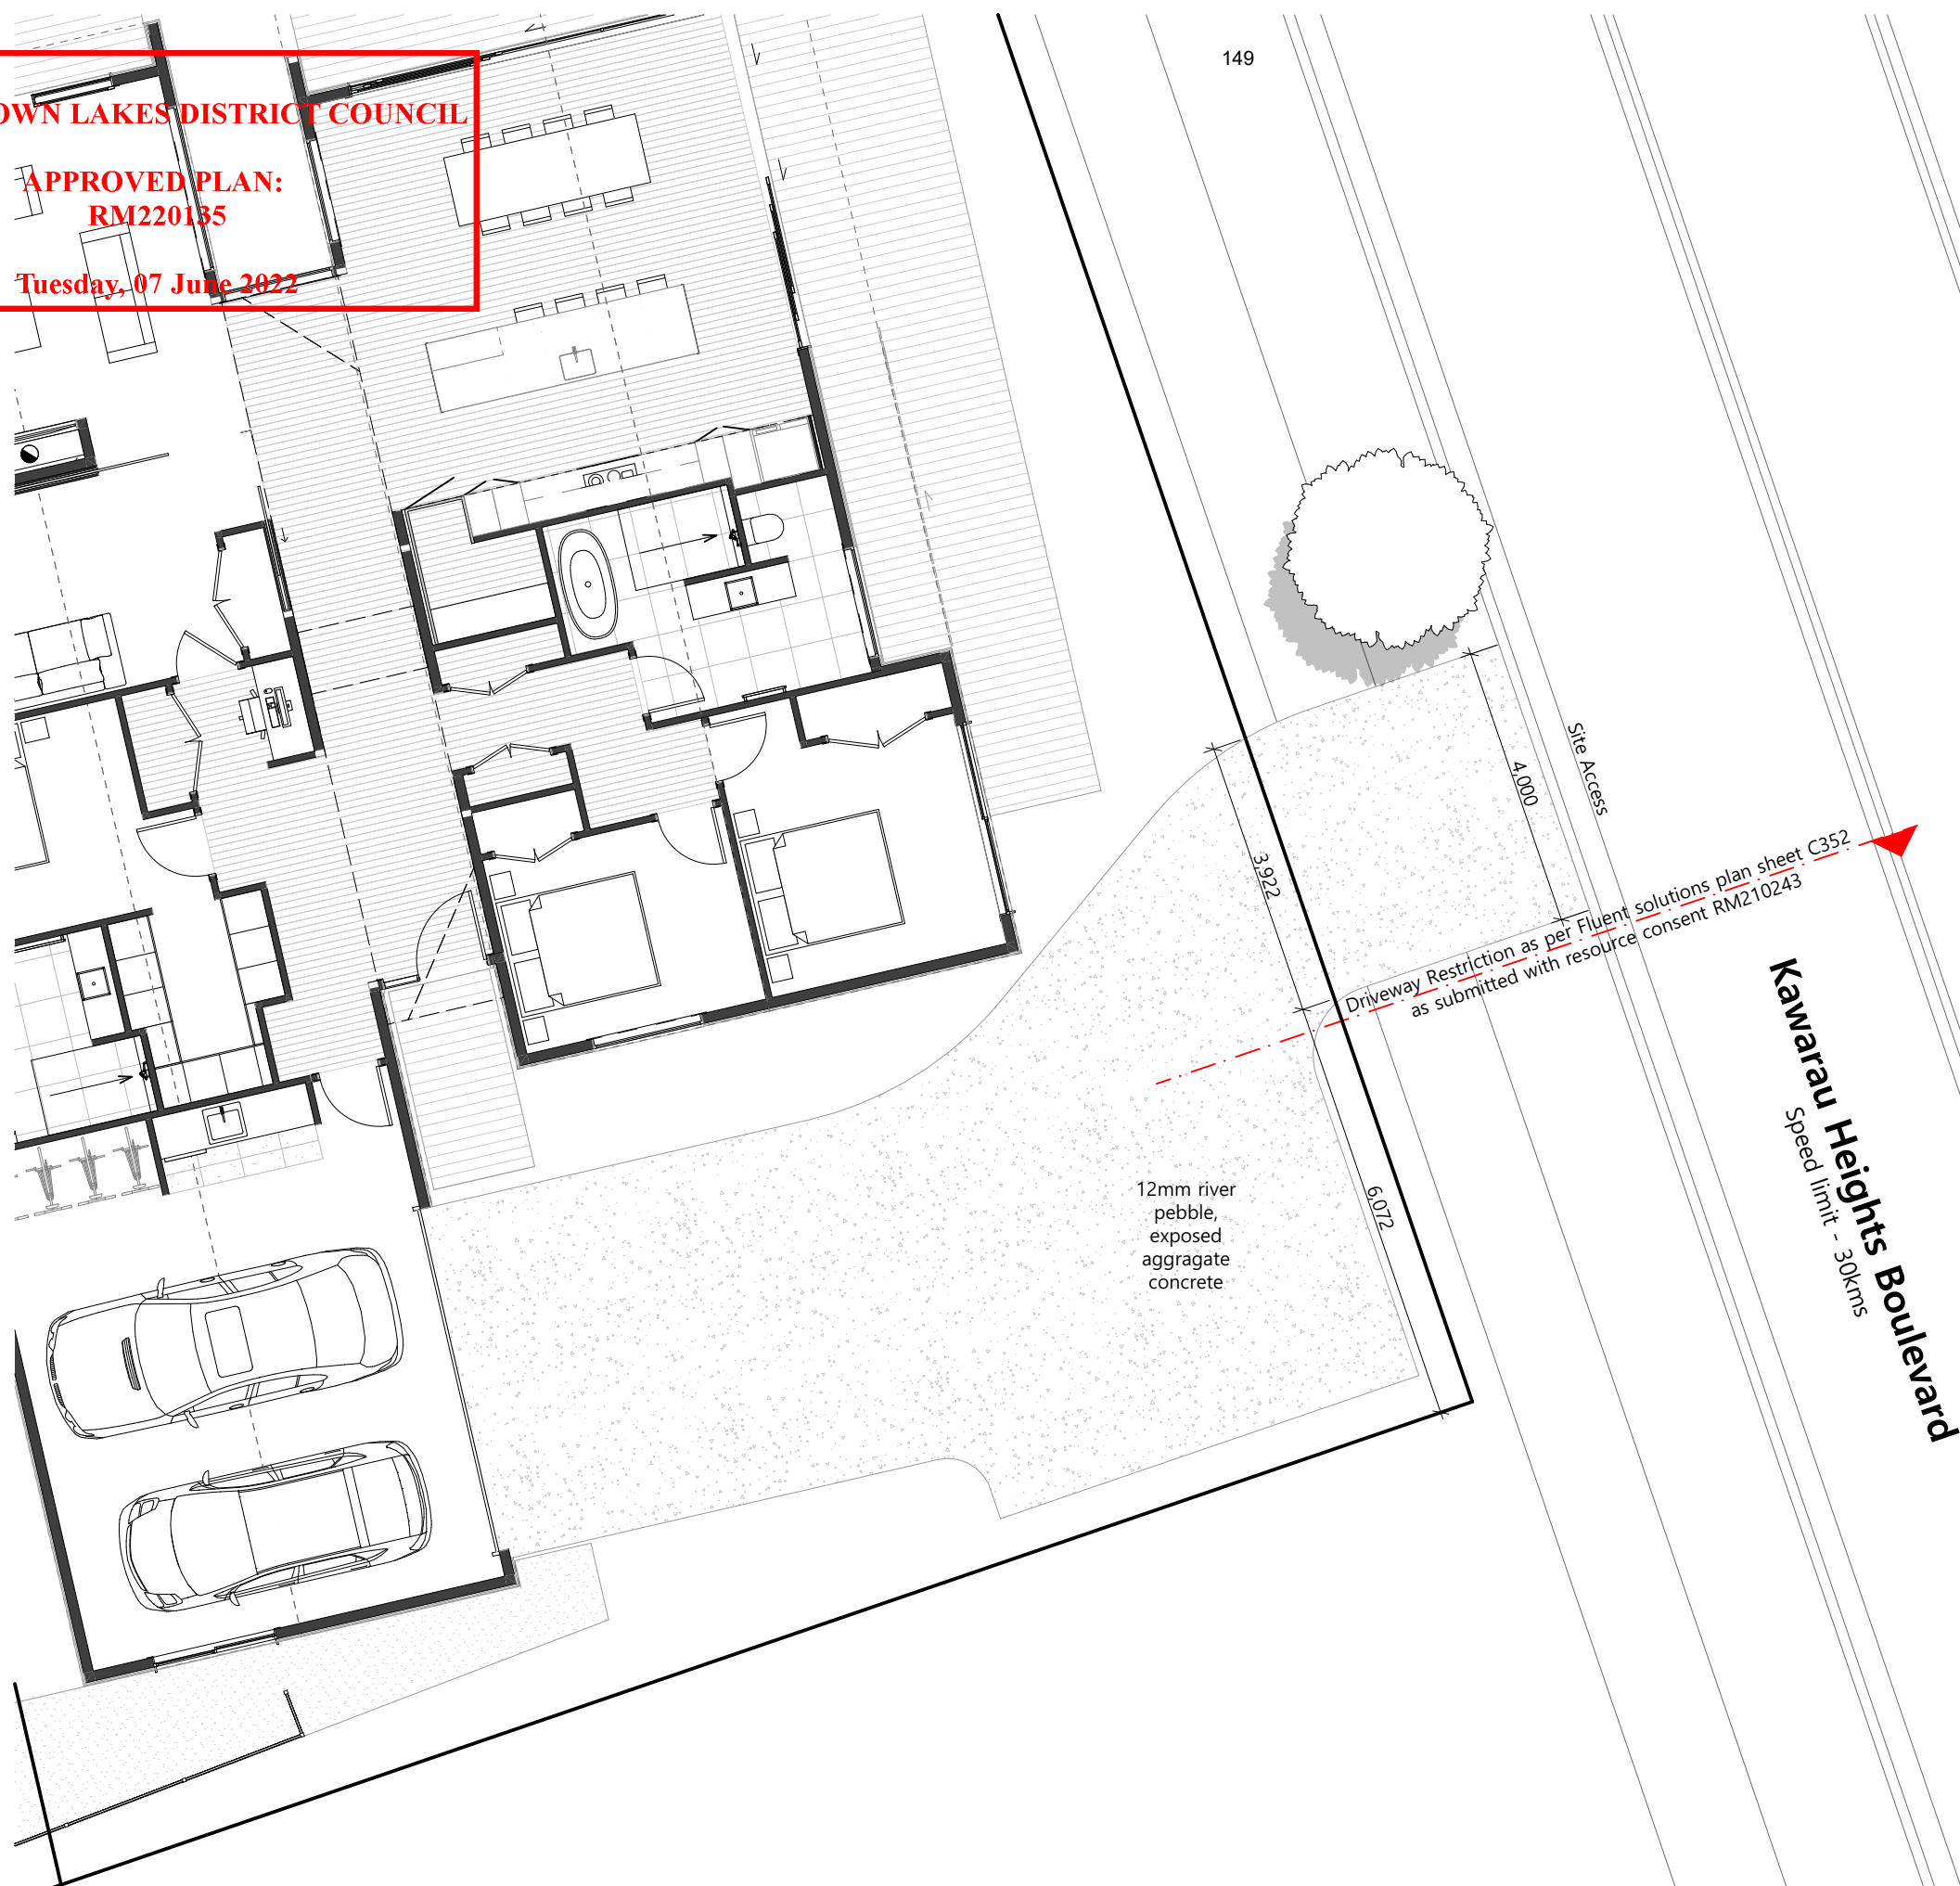 149
OWN LAKES DISTRICT COUNCIL
APPROVED PLAN:
RM220135
Tuesday, 07 June 2022
Site Access
4,000
3,922
Driveway Restriction as per Fluent solutions plan sheet C352
as submitted with resource consent RM210243
Kawarau Heights Boulevard
Speed limit - 30kms
6,072
12mm river
pebble,
exposed
aggragate
concrete